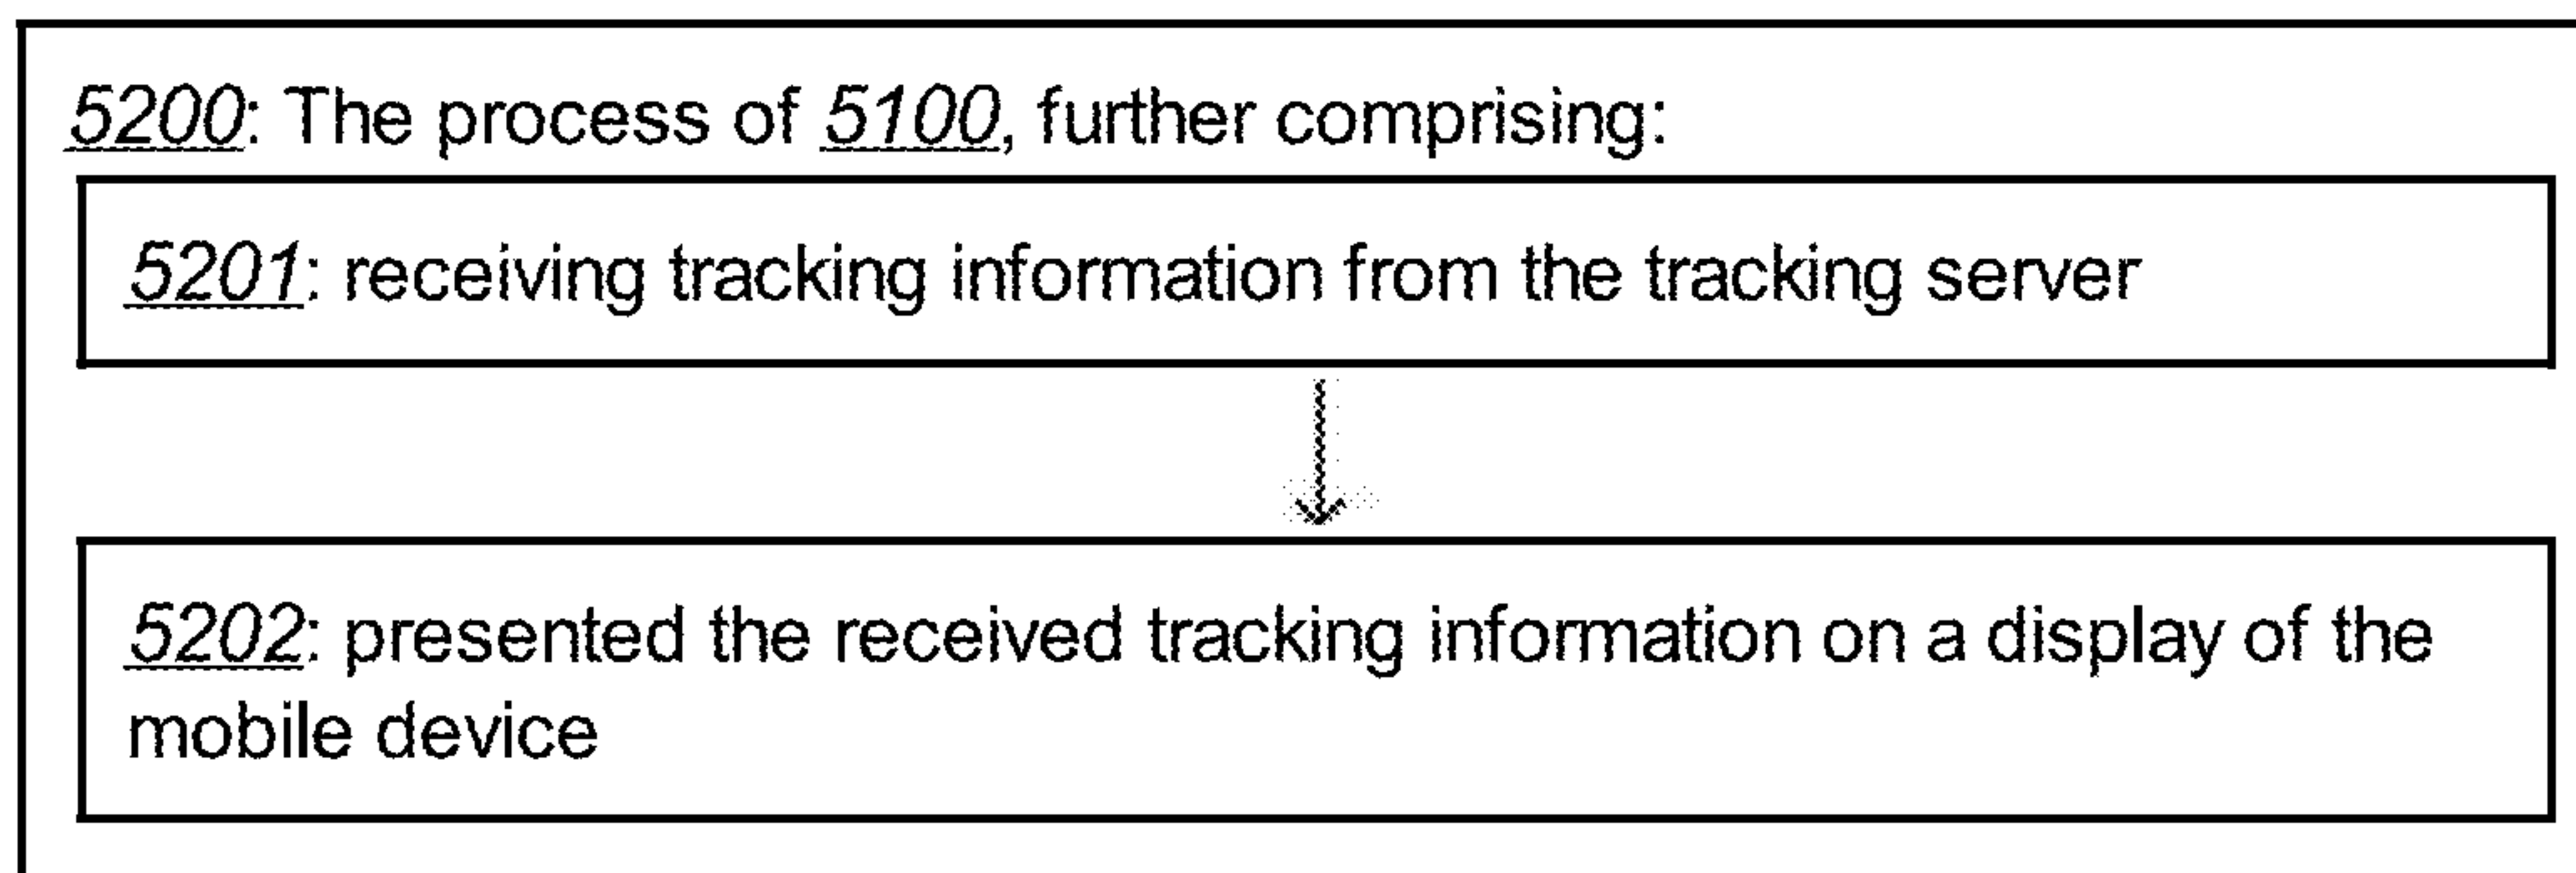 5200: The process of 5100, further comprising:
5201: receiving tracking information from the tracking server
5202: presented the received tracking information on a display of the
mobile device